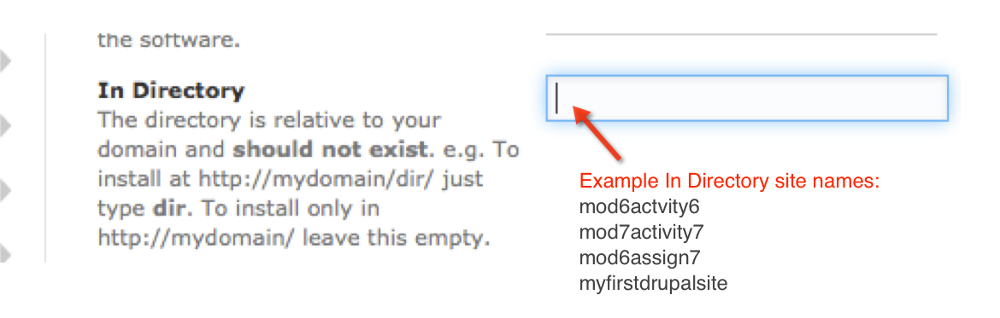 the software.
In Directory
The directory is relative to your
domain and should not exist. e.g. To
install at http://mydomain/dir/ just
type dir. To install only in
http://mydomain/ leave this empty.
Example In Directory site names:
mod6actvity6
mod7activity7
mod6assign7
myfirstdrupalsite